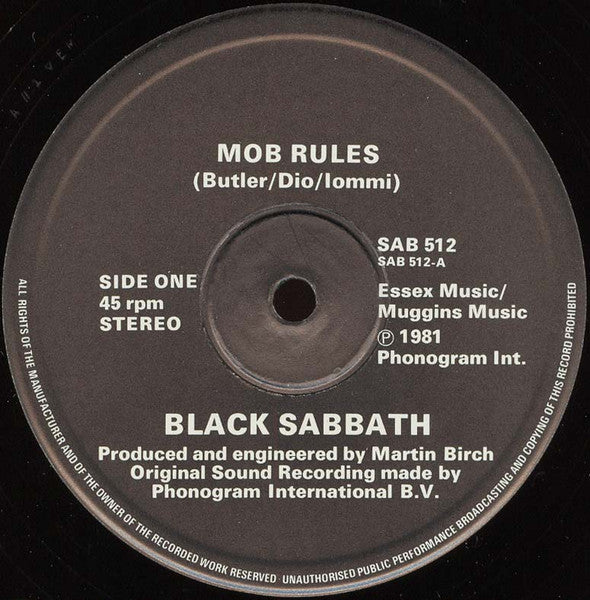 MOB RULES
(Butler/Dio/Iommi)
SAB 512
SAB 512-A
SIDE ONE
45 rpm
STEREO
Essex Music/
Muggins Music
℗ 1981
Phonogram Int.
BLACK SABBATH
Produced and engineered by Martin Birch
Original Sound Recording made by
Phonogram International B.V.
ALL RIGHTS OF THE MANUFACTURER AND OF THE OWNER OF THE RECORDED WORK RESERVED · UNAUTHORISED PUBLIC PERFORMANCE BROADCASTING AND COPYING OF THIS RECORD PROHIBITED